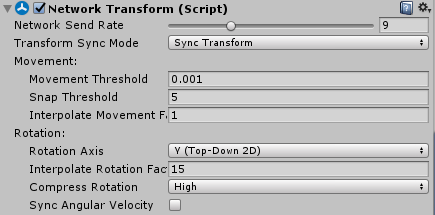 Network Transform (Script)
Network Send Rate 9
Transform Sync Mode Sync Transform
Movement:
Movement Threshold 0.001
Snap Threshold 5
Interpolate Movement Fa 1
Rotation:
Rotation Axis Y (Top-Down 2D)
Interpolate Rotation Fac 15
Compress Rotation High
Sync Angular Velocity